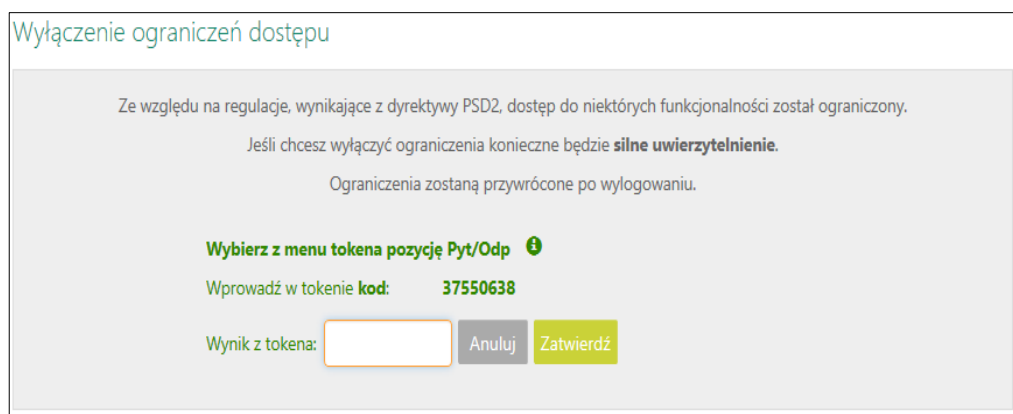 Wyłączenie ograniczeń dostępu
Ze względu na regulacje, wynikające z dyrektywy PSD2, dostęp do niektórych funkcjonalności został ograniczony.
Jeśli chcesz wyłączyć ograniczenia konieczne będzie silne uwierzytelnienie.
Ograniczenia zostaną przywrócone po wylogowaniu.
Wybierz z menu tokena pozycję Pyt/Odp i
Wprowadź w tokenie kod: 37550638
Wynik z tokena: Anuluj Zatwierdź